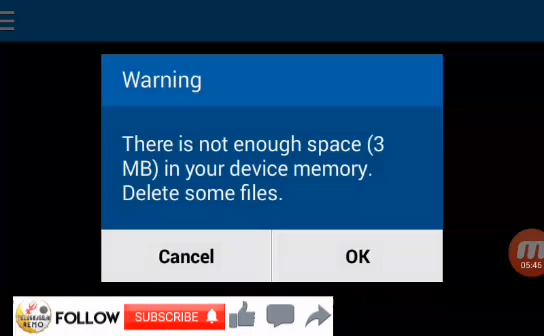 Warning
There is not enough space (3
MB) in your device memory.
Delete some files.
Cancel OK
05:46
FOLLOW SUBSCRIBE